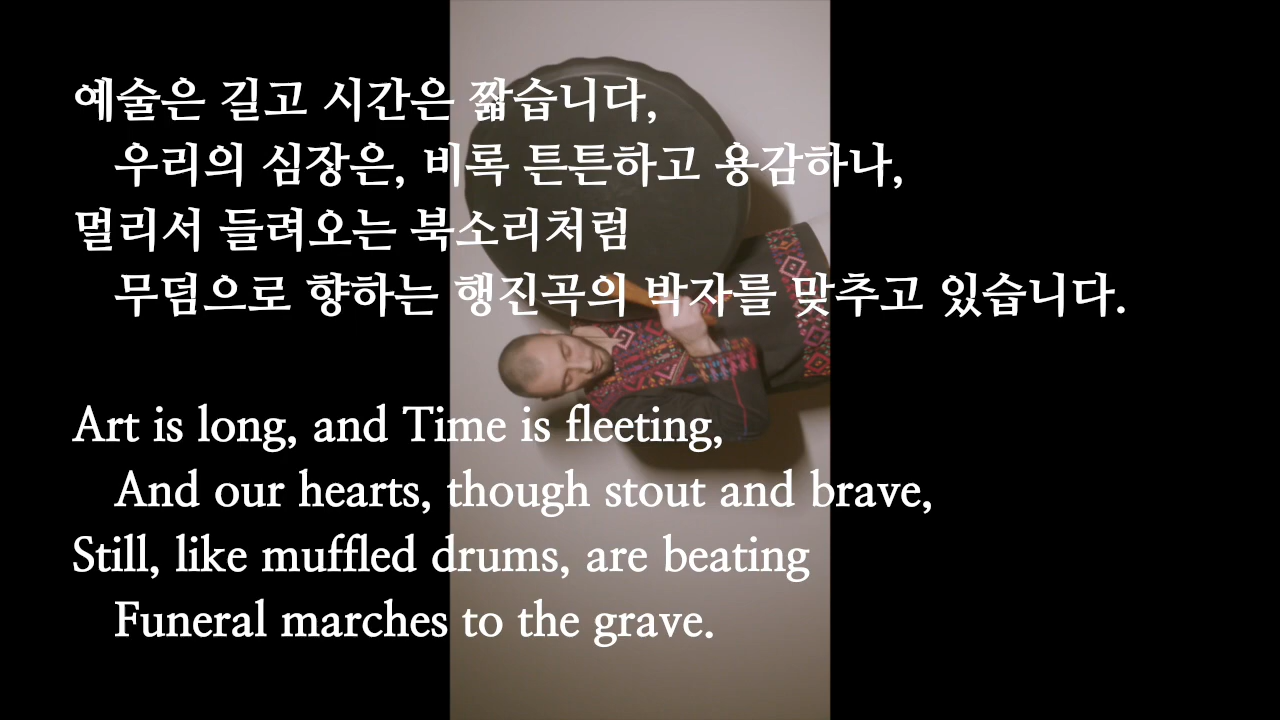 예술은 길고 시간은 짧습니다,
우리의 심장은, 비록 튼튼하고 용감하나,
멀리서 들려오는 북소리처럼
무덤으로 향하는 행진곡의 박자를 맞추고 있습니다.
Art is long, and Time is fleeting,
And our hearts, though stout and brave,
Still, like muffled drums, are beating
Funeral marches to the grave.